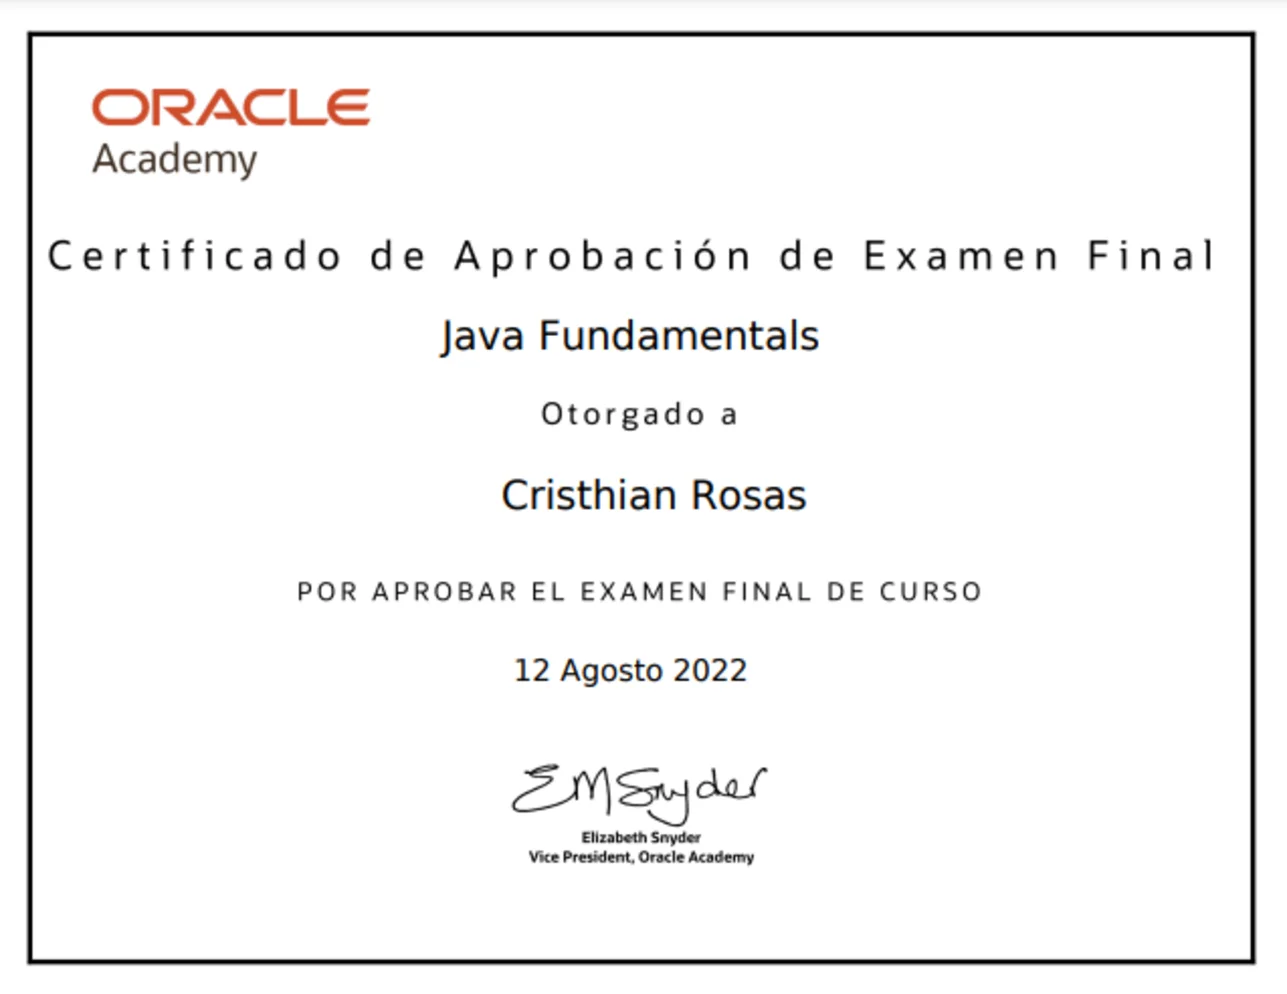 ORACLE
Academy
Certificado de Aprobación de Examen Final
Java Fundamentals
Otorgado a
Cristhian Rosas
POR APROBAR EL EXAMEN FINAL DE CURSO
12 Agosto 2022
EMSnyder
Elizabeth Snyder
Vice President, Oracle Academy